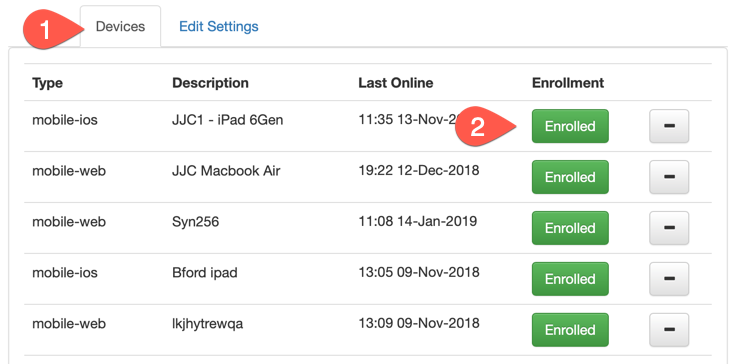 1 Devices Edit Settings
Type Description Last Online Enrollment
mobile-ios JJC1 - iPad 6Gen 11:35 13-Nov-2 2 Enrolled
mobile-web JJC Macbook Air 19:22 12-Dec-2018 Enrolled
mobile-web Syn256 11:08 14-Jan-2019 Enrolled
mobile-ios Bford ipad 13:05 09-Nov-2018 Enrolled
mobile-web lkjhytrewqa 13:09 09-Nov-2018 Enrolled